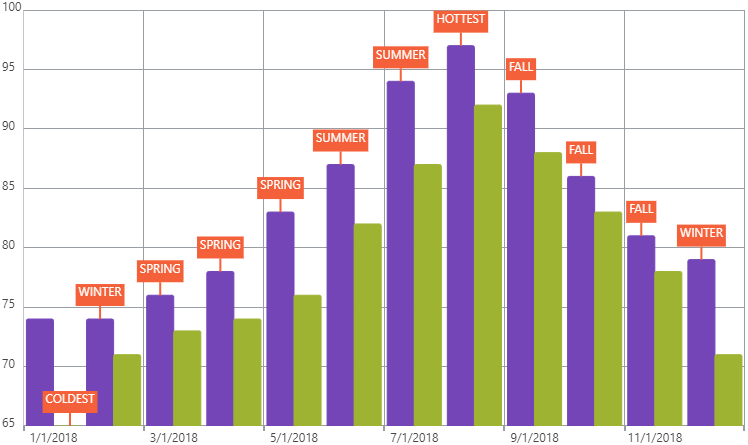 100
HOTTEST
95
SUMMER
FALL
90
SUMMER
FALL
85
SPRING
FALL
80
SPRING
WINTER
SPRING
75
WINTER
70
COLDEST
65
1/1/2018 3/1/2018 5/1/2018 7/1/2018 9/1/2018 11/1/2018